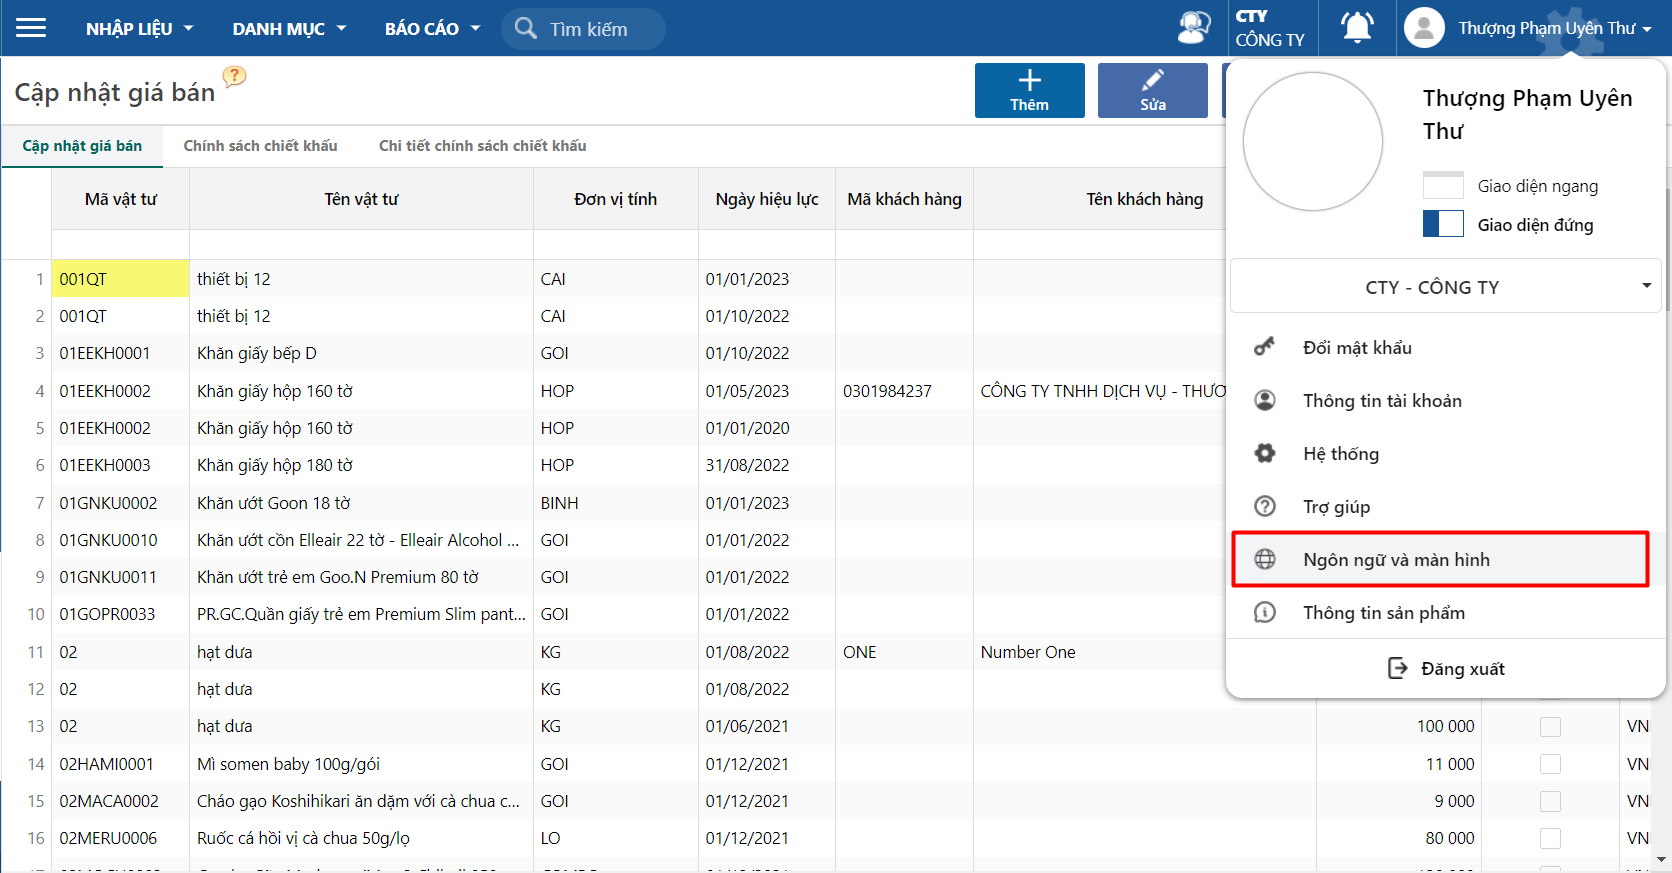 NHẬP LIỆU DANH MỤC BÁO CÁO Tìm kiếm CTY CÔNG TY Thượng Phạm Uyên Thư
Cập nhật giá bán ? Thêm Sửa
Cập nhật giá bán Chính sách chiết khấu Chi tiết chính sách chiết khấu
Mã vật tư Tên vật tư Đơn vị tính Ngày hiệu lực Mã khách hàng Tên khách hàng
1 001QT thiết bị 12 CAI 01/01/2023
2 001QT thiết bị 12 CAI 01/10/2022
3 01EEKH0001 Khăn giấy bếp D GOI 01/10/2022
4 01EEKH0002 Khăn giấy hộp 160 tờ HOP 01/05/2023 0301984237 CÔNG TY TNHH DỊCH VỤ - THƯƠ
5 01EEKH0002 Khăn giấy hộp 160 tờ HOP 01/01/2020
6 01EEKH0003 Khăn giấy hộp 180 tờ HOP 31/08/2022
7 01GNKU0002 Khăn ướt Goon 18 tờ BINH 01/01/2023
8 01GNKU0010 Khăn ướt cồn Elleair 22 tờ - Elleair Alcohol ... GOI 01/01/2022
9 01GNKU0011 Khăn ướt trẻ em Goo.N Premium 80 tờ GOI 01/01/2022
10 01GOPR0033 PR.GC.Quần giấy trẻ em Premium Slim pant... GOI 01/01/2022
11 02 hạt dưa KG 01/08/2022 ONE Number One
12 02 hạt dưa KG 01/08/2022
13 02 hạt dưa KG 01/06/2021 100 000 VN
14 02HAMI0001 Mì somen baby 100g/gói GOI 01/12/2021 11 000 VN
15 02MACA0002 Cháo gạo Koshihikari ăn dặm với cà chua c... GOI 01/12/2021 9 000 VN
16 02MERU0006 Ruốc cá hồi vị cà chua 50g/lọ LO 01/12/2021 80 000 VN
Thượng Phạm Uyên
Thư
Giao diện ngang
Giao diện đứng
CTY - CÔNG TY
Đổi mật khẩu
Thông tin tài khoản
Hệ thống
Trợ giúp
Ngôn ngữ và màn hình
Thông tin sản phẩm
Đăng xuất